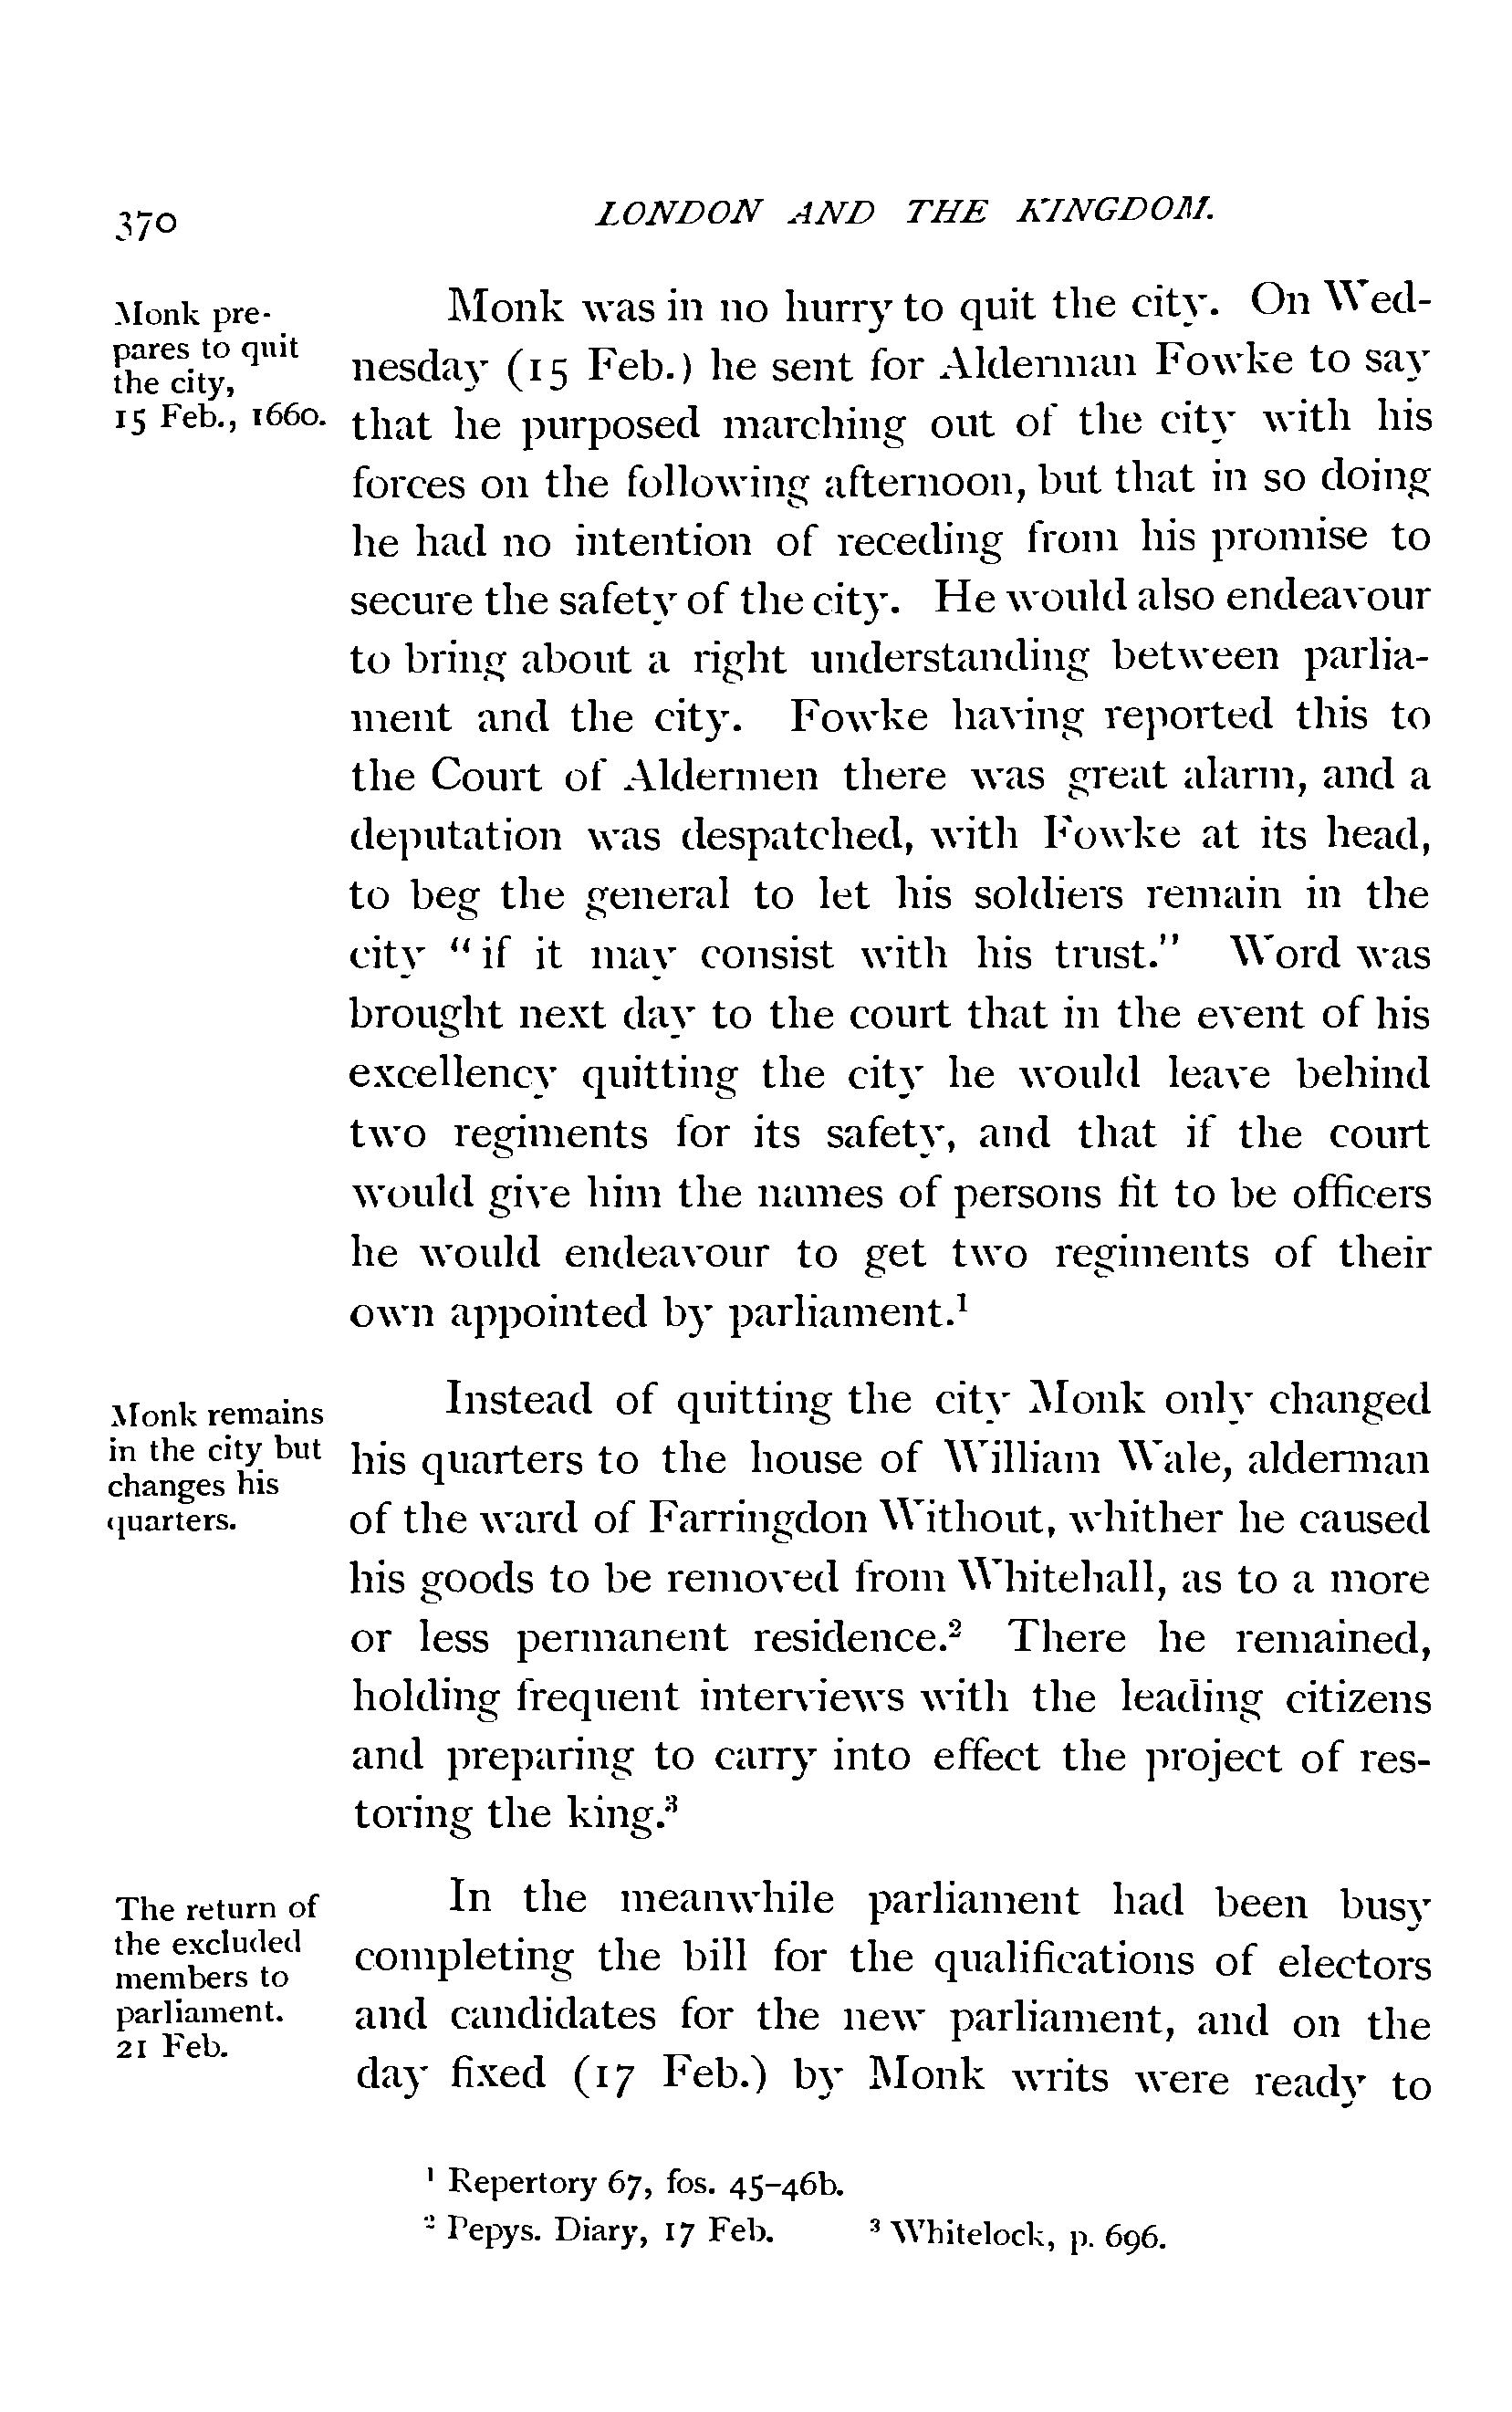 370
LONDON AND THE KINGDOM.
Monk pre-
pares to quit
the city,
15 Feb., 1660.
Monk was in no hurry to quit the city. On Wed-
nesday (15 Feb.) he sent for Alderman Fowke to say
that he purposed marching out of the city with his
forces on the following afternoon, but that in so doing
he had no intention of receding from his promise to
secure the safety of the city. He would also endeavour
to bring about a right understanding between parlia-
ment and the city. Fowke having reported this to
the Court of Aldermen there was great alarm, and a
deputation was despatched, with Fowke at its head,
to beg the general to let his soldiers remain in the
city "if it may consist with his trust." Word was
brought next day to the court that in the event of his
excellency quitting the city he would leave behind
two regiments for its safety, and that if the court
would give him the names of persons fit to be officers
he would endeavour to get two regiments of their
own appointed by parliament.¹
Monk remains
in the city but
changes his
quarters.
Instead of quitting the city Monk only changed
his quarters to the house of William Wale, alderman
of the ward of Farringdon Without, whither he caused
his goods to be removed from Whitehall, as to a more
or less permanent residence.² There he remained,
holding frequent interviews with the leading citizens
and preparing to carry into effect the project of res-
toring the king.³
The return of
the excluded
members to
parliament.
21 Feb.
In the meanwhile parliament had been busy
completing the bill for the qualifications of electors
and candidates for the new parliament, and on the
day fixed (17 Feb.) by Monk writs were ready to
¹ Repertory 67, fos. 45-46b.
² Pepys. Diary, 17 Feb. ³ Whitelock, p. 696.